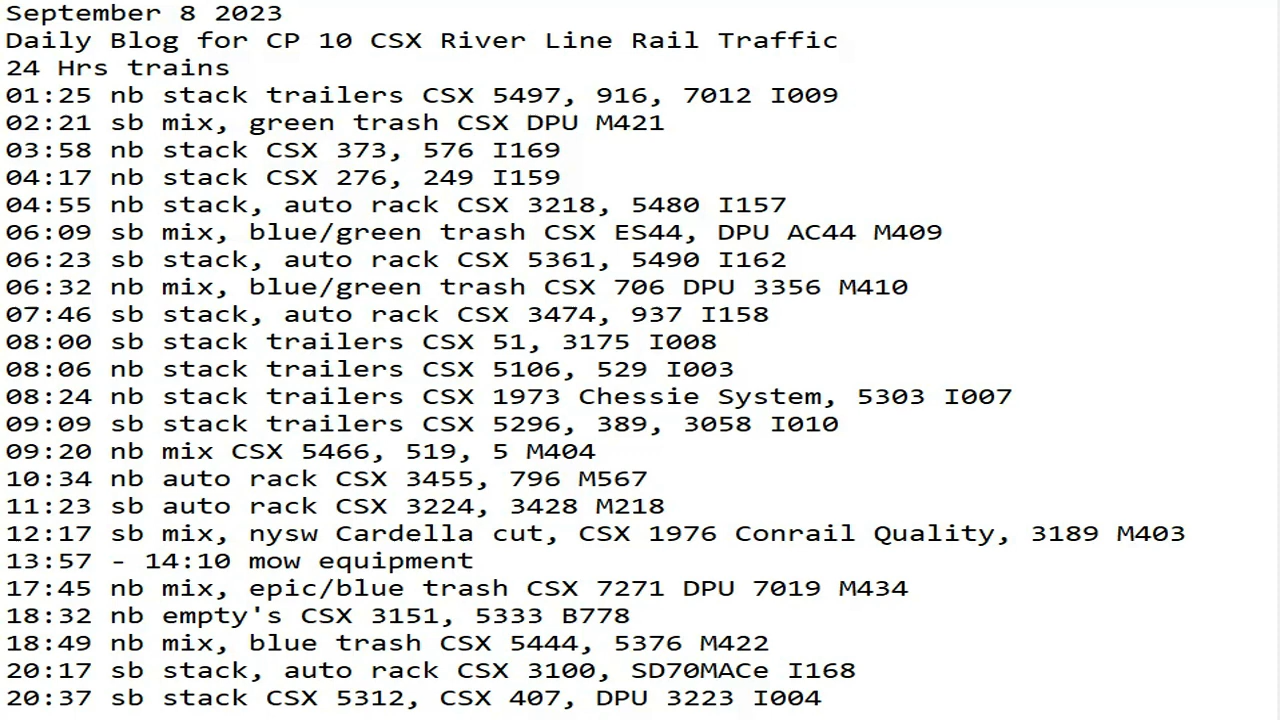 September 8 2023
Daily Blog for CP 10 CSX River Line Rail Traffic
24 Hrs trains
01:25 nb stack trailers CSX 5497, 916, 7012 I009
02:21 sb mix, green trash CSX DPU M421
03:58 nb stack CSX 373, 576 I169
04:17 nb stack CSX 276, 249 I159
04:55 nb stack, auto rack CSX 3218, 5480 I157
06:09 sb mix, blue/green trash CSX ES44, DPU AC44 M409
06:23 sb stack, auto rack CSX 5361, 5490 I162
06:32 nb mix, blue/green trash CSX 706 DPU 3356 M410
07:46 sb stack, auto rack CSX 3474, 937 I158
08:00 sb stack trailers CSX 51, 3175 I008
08:06 nb stack trailers CSX 5106, 529 I003
08:24 nb stack trailers CSX 1973 Chessie System, 5303 I007
09:09 sb stack trailers CSX 5296, 389, 3058 I010
09:20 nb mix CSX 5466, 519, 5 M404
10:34 nb auto rack CSX 3455, 796 M567
11:23 sb auto rack CSX 3224, 3428 M218
12:17 sb mix, nysw Cardella cut, CSX 1976 Conrail Quality, 3189 M403
13:57 - 14:10 mow equipment
17:45 nb mix, epic/blue trash CSX 7271 DPU 7019 M434
18:32 nb empty's CSX 3151, 5333 B778
18:49 nb mix, blue trash CSX 5444, 5376 M422
20:17 sb stack, auto rack CSX 3100, SD70MACe I168
20:37 sb stack CSX 5312, CSX 407, DPU 3223 I004